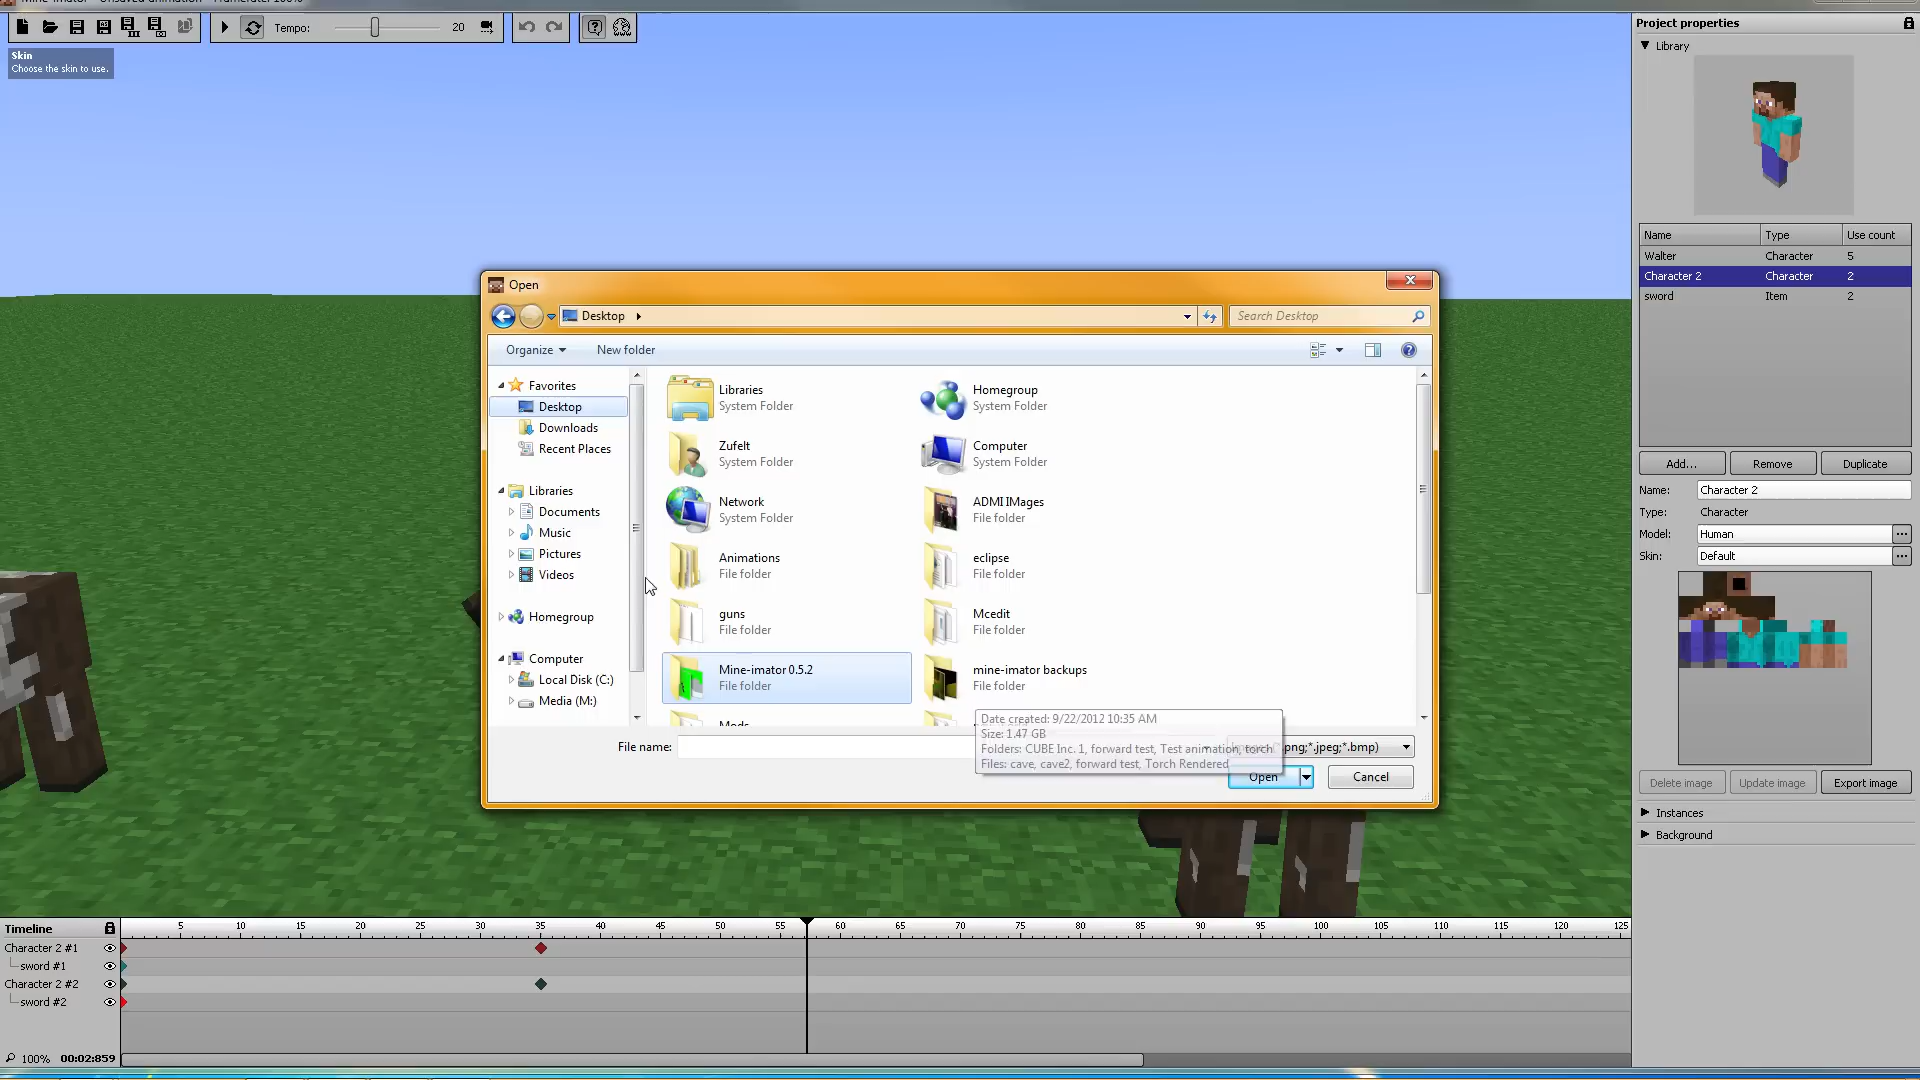 Tempo:
20
Skin
Choose the skin to use.
Project properties
Library
Name Type Use count
Walter Character 5
Character 2 Character 2
sword Item 2
Add... Remove Duplicate
Name: Character 2
Type: Character
Model: Human
Skin: Default
Delete image Update image Export image
Instances
Background
Open
Desktop
Search Desktop
Organize
New folder
Favorites
Desktop
Downloads
Recent Places
Libraries
Documents
Music
Pictures
Videos
Homegroup
Computer
Local Disk (C:)
Media (M:)
Libraries
System Folder
Homegroup
System Folder
Zufelt
System Folder
Computer
System Folder
Network
System Folder
ADMI IMages
File folder
Animations
File folder
eclipse
File folder
guns
File folder
Mcedit
File folder
Mine-imator 0.5.2
File folder
mine-imator backups
File folder
Mods
Date created: 9/22/2012 10:35 AM
Size: 1.47 GB
Folders: CUBE Inc. 1, forward test, Test animation, torch
Files: cave, cave2, forward test, Torch Rendered
File name:
png;*.jpeg;*.bmp)
Open
Cancel
Timeline
5 10 15 20 25 30 35 40 45 50 55 60 65 70 75 80 85 90 95 100 105 110 115 120 125
Character 2 #1
sword #1
Character 2 #2
sword #2
100% 00:02:859